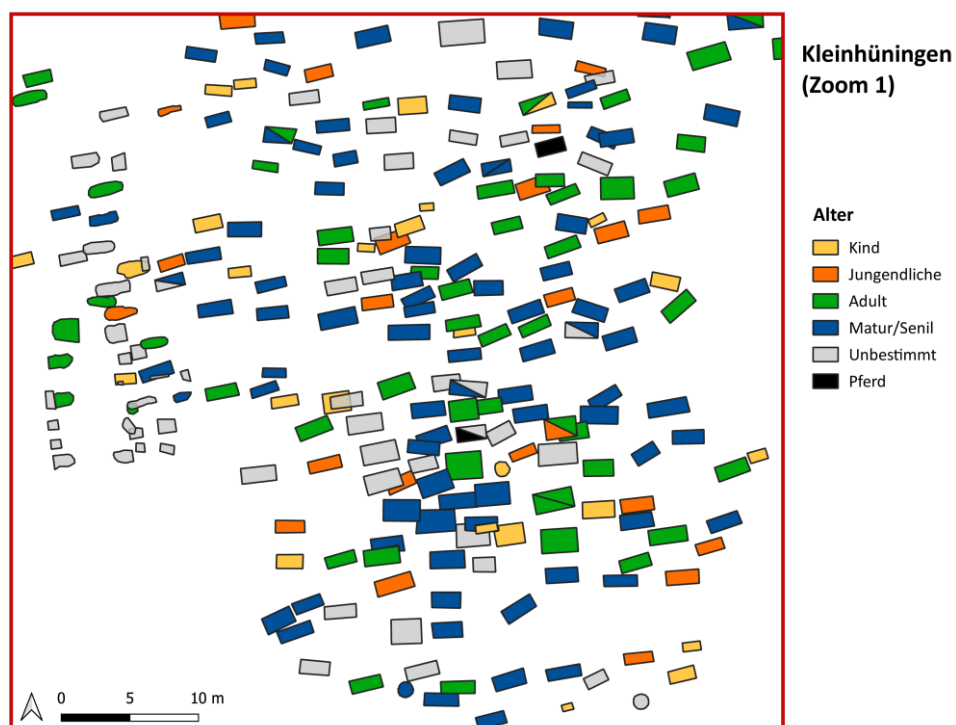 Kleinhüningen
(Zoom 1)
Alter
Kind
Jungendliche
Adult
Matur/Senil
Unbestimmt
Pferd
0 5 10 m